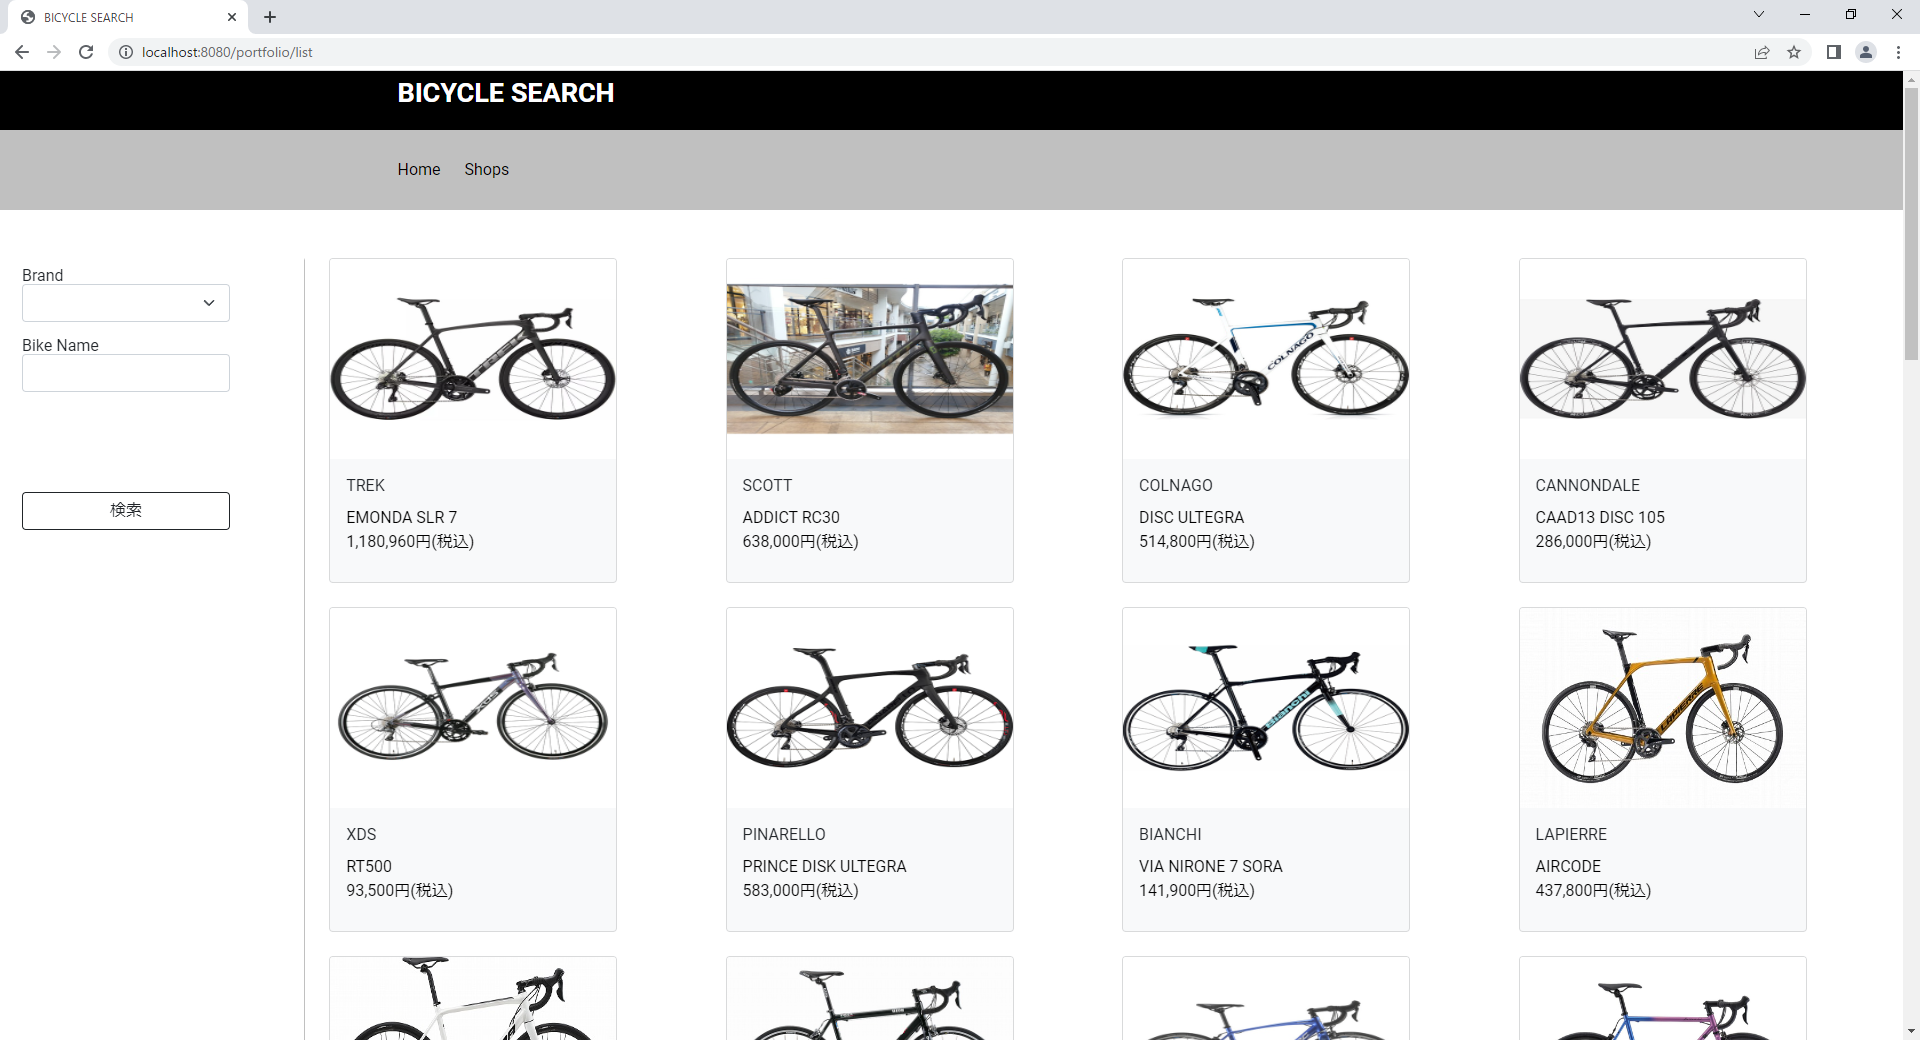 BICYCLE SEARCH
localhost:8080/portfolio/list
BICYCLE SEARCH
Home Shops
Brand
Bike Name
検索
TREK
EMONDA SLR 7
1,180,960円(税込)
SCOTT
ADDICT RC30
638,000円(税込)
COLNAGO
COLNAGO
DISC ULTEGRA
514,800円(税込)
CANNONDALE
CAAD13 DISC 105
286,000円(税込)
XDS
XDS
RT500
93,500円(税込)
PINARELLO
PRINCE DISK ULTEGRA
583,000円(税込)
Bianchi
BIANCHI
VIA NIRONE 7 SORA
141,900円(税込)
LAPIERRE
LAPIERRE
AIRCODE
437,800円(税込)